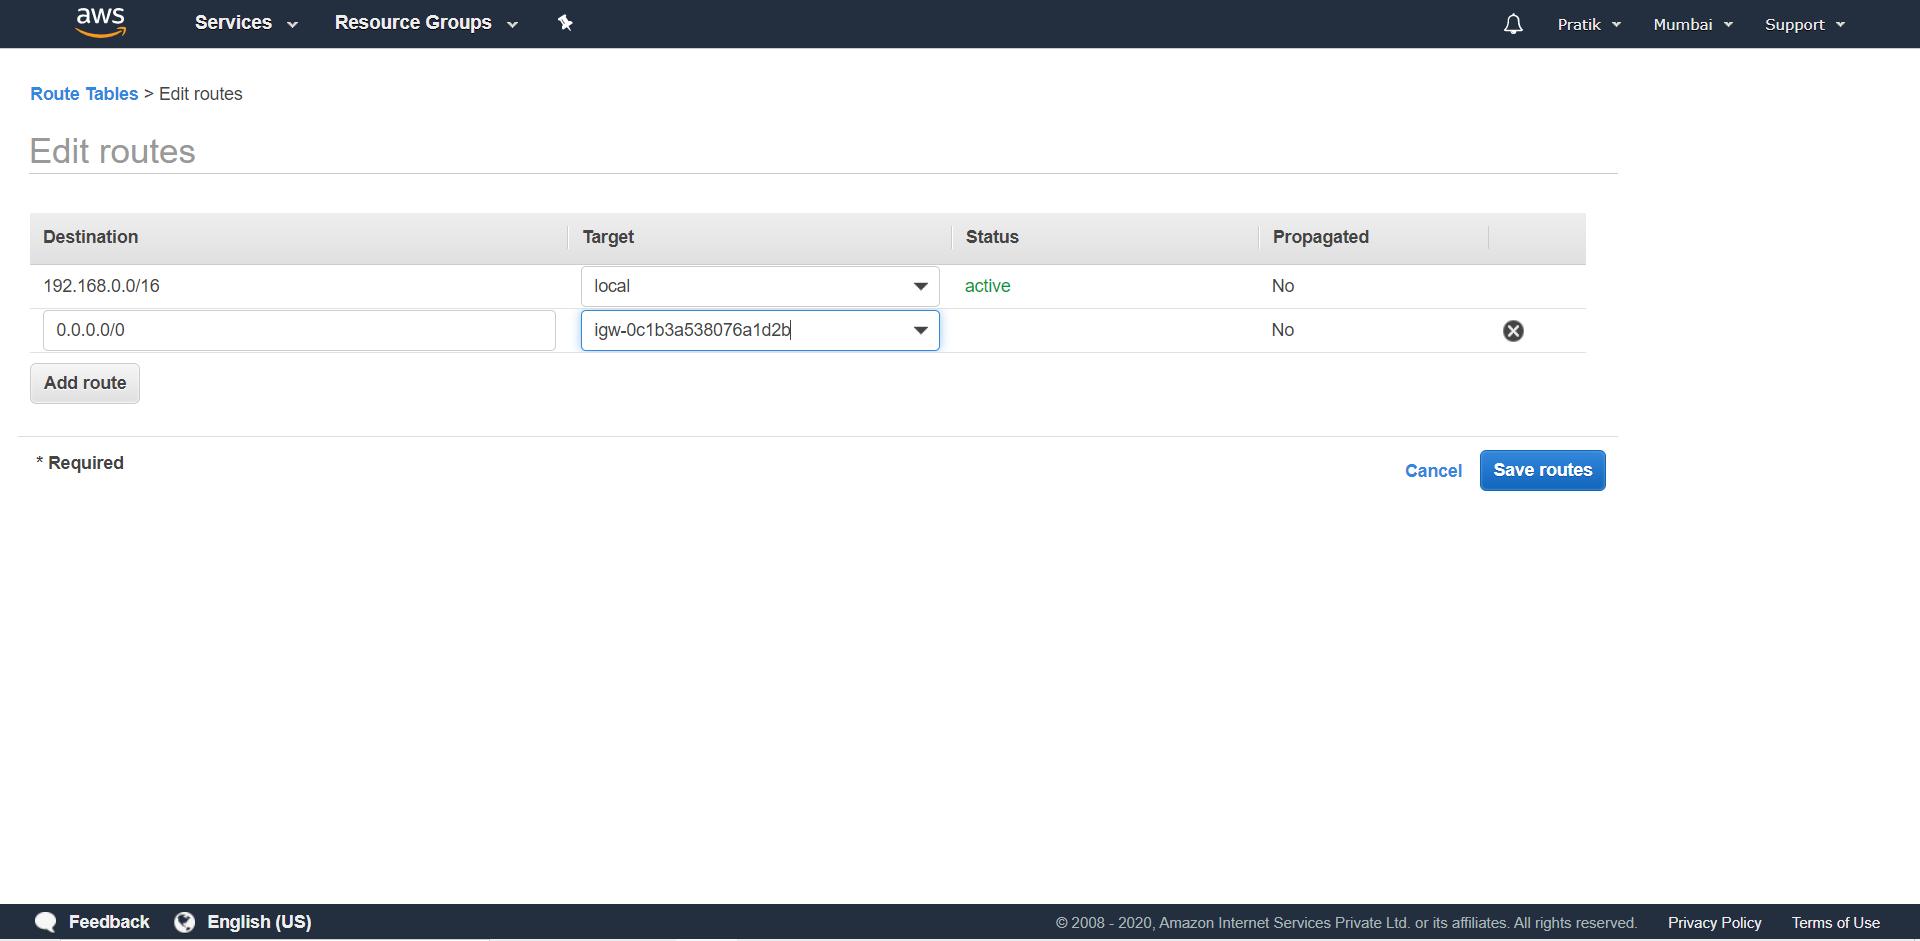 aws Services Resource Groups Pratik Mumbai Support
Route Tables > Edit routes
Edit routes
Destination Target Status Propagated
192.168.0.0/16 local active No
0.0.0.0/0 igw-0c1b3a538076a1d2b No
Add route
* Required
Cancel Save routes
Feedback English (US) © 2008 - 2020, Amazon Internet Services Private Ltd. or its affiliates. All rights reserved. Privacy Policy Terms of Use